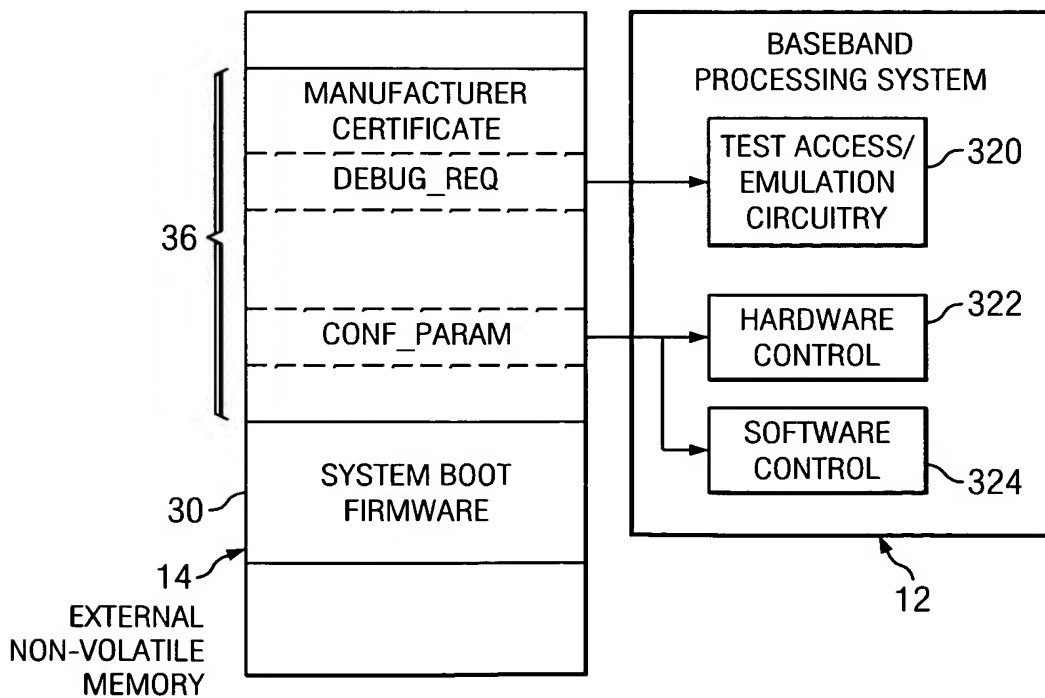 MANUFACTURER
CERTIFICATE
DEBUG_REQ
36
CONF_PARAM
SYSTEM BOOT
FIRMWARE
30
14
EXTERNAL
NON-VOLATILE
MEMORY
BASEBAND
PROCESSING SYSTEM
TEST ACCESS/
EMULATION
CIRCUITRY
320
HARDWARE
CONTROL
322
SOFTWARE
CONTROL
324
12